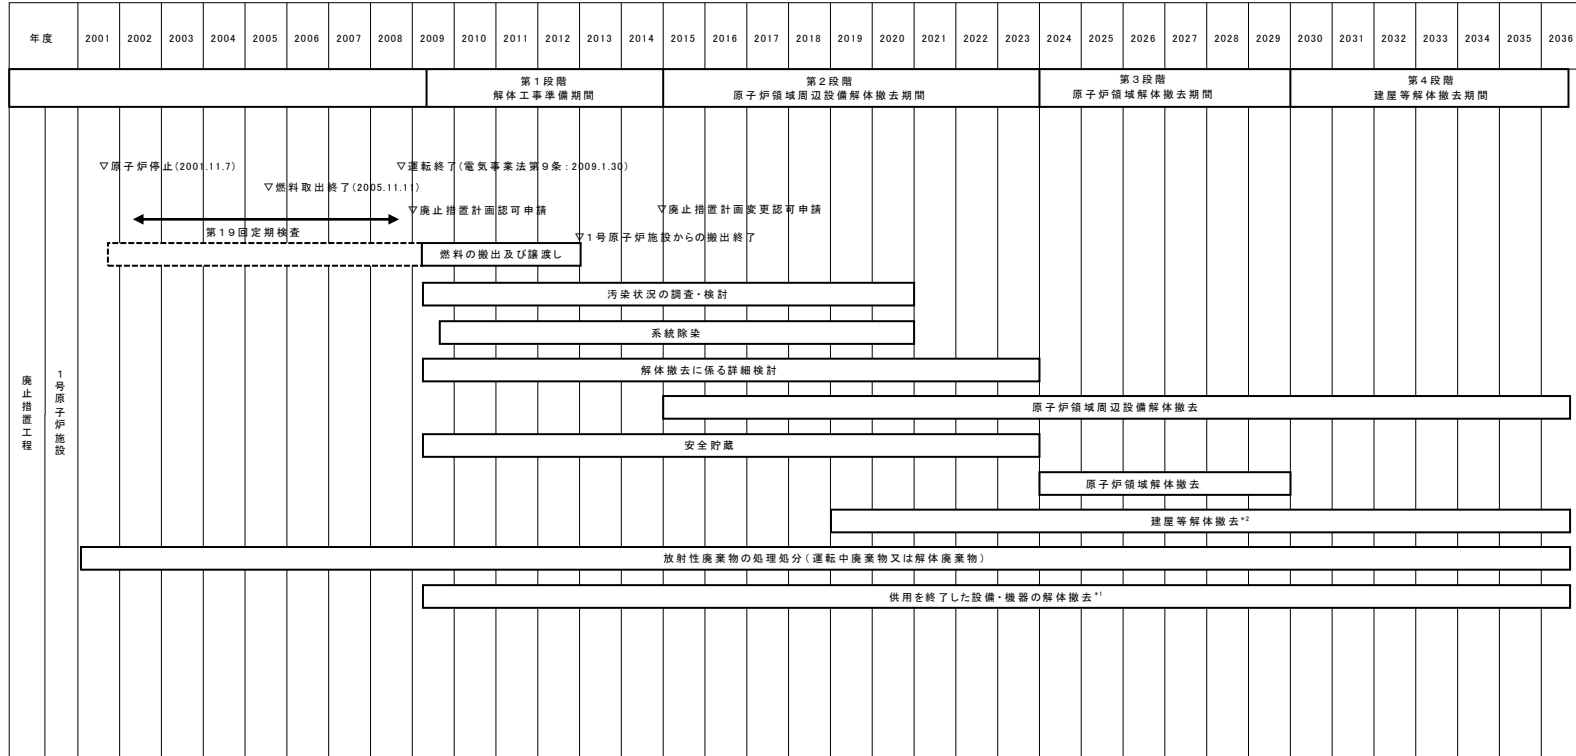 年度 2001 2002 2003 2004 2005 2006 2007 2008 2009 2010 2011 2012 2013 2014 2015 2016 2017 2018 2019 2020 2021 2022 2023 2024 2025 2026 2027 2028 2029 2030 2031 2032 2033 2034 2035 2036
第1段階
解体工事準備期間
第2段階
原子炉領域周辺設備解体撤去期間
第3段階
原子炉領域解体撤去期間
第4段階
建屋等解体撤去期間
廃止措置工程
1号原子炉施設
▽原子炉停止(2001.11.7)
▽運転終了(電気事業法第9条:2009.1.30)
▽燃料取出終了(2005.11.11)
▽廃止措置計画認可申請
▽廃止措置計画変更認可申請
第19回定期検査
▽1号原子炉施設からの搬出終了
燃料の搬出及び譲渡し
汚染状況の調査・検討
系統除染
解体撤去に係る詳細検討
原子炉領域周辺設備解体撤去
安全貯蔵
原子炉領域解体撤去
建屋等解体撤去*2
放射性廃棄物の処理処分(運転中廃棄物又は解体廃棄物)
供用を終了した設備・機器の解体撤去*1